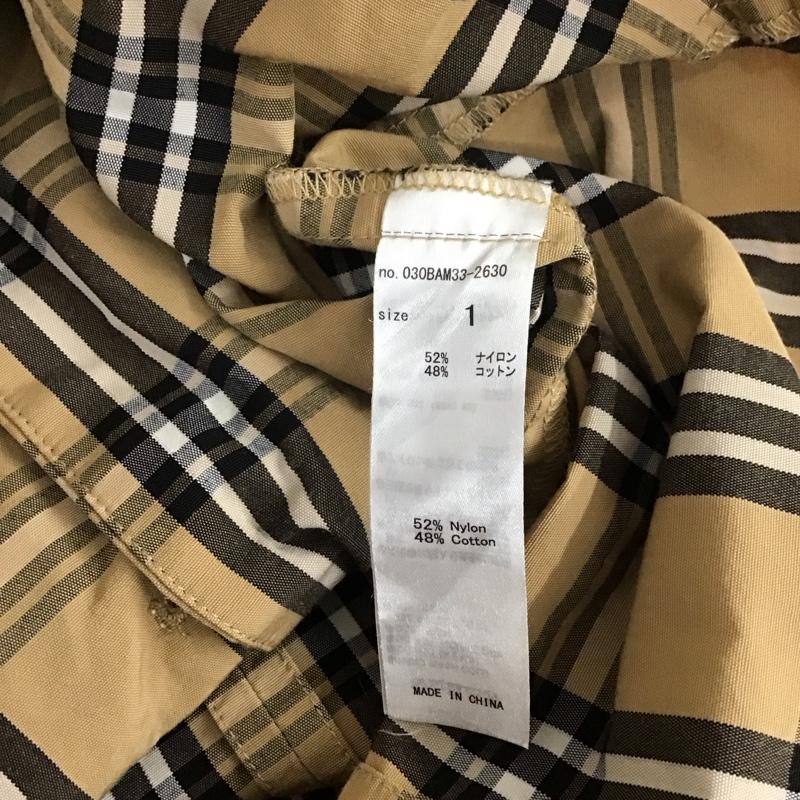 no. 030BAM33-2630
size 1
52% ナイロン
48% コットン
52% Nylon
48% Cotton
MADE IN CHINA